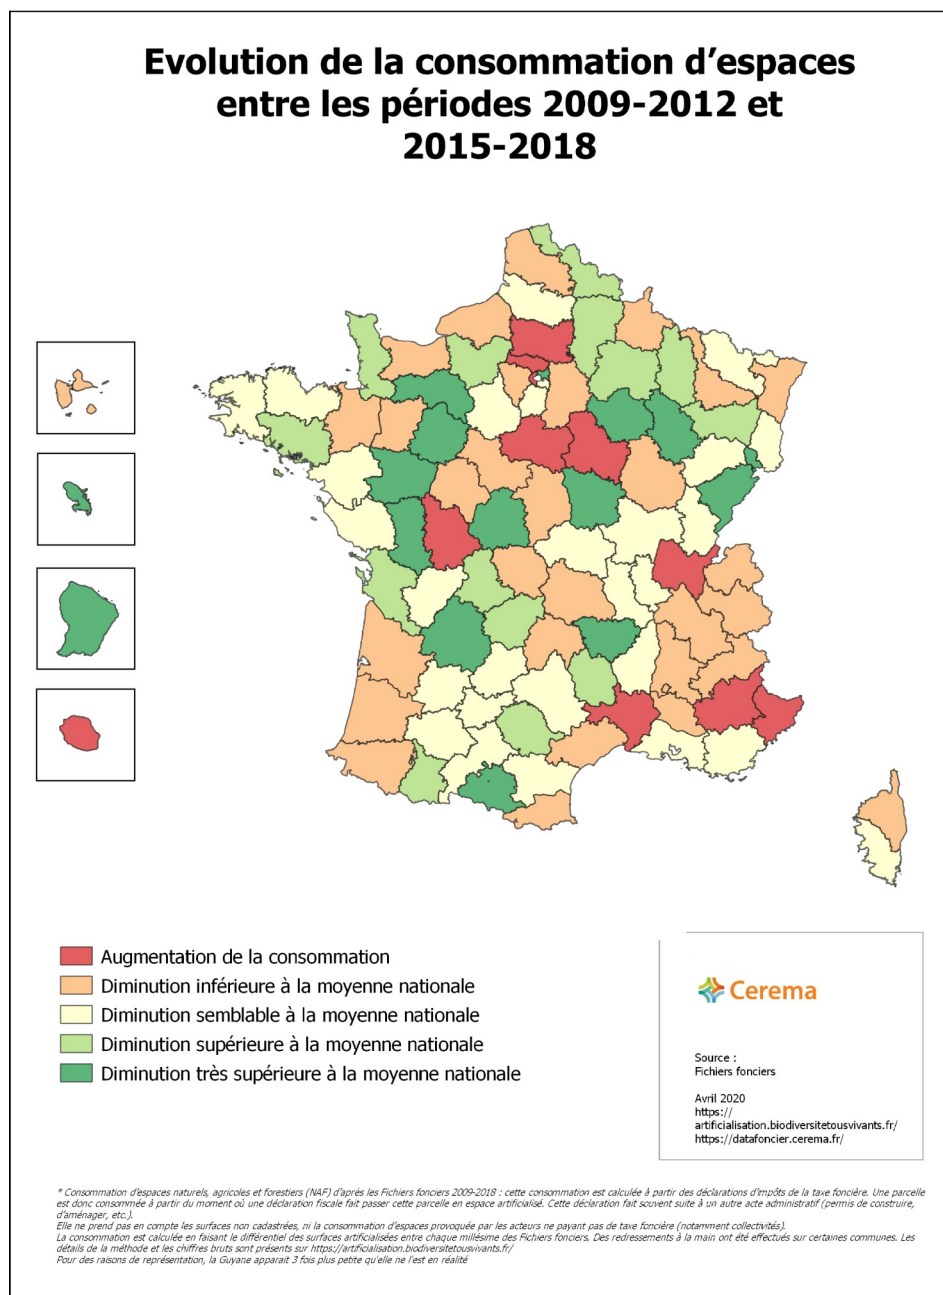 Evolution de la consommation d'espaces
entre les périodes 2009-2012 et
2015-2018
Augmentation de la consommation
Diminution inférieure à la moyenne nationale
Diminution semblable à la moyenne nationale
Diminution supérieure à la moyenne nationale
Diminution très supérieure à la moyenne nationale
Cerema
Source :
Fichiers fonciers
Avril 2020
https://
artificialisation.biodiversitetousvivants.fr/
https://datafoncier.cerema.fr/
* Consommation d'espaces naturels, agricoles et forestiers (NAF) d'après les Fichiers fonciers 2009-2018 : cette consommation est calculée à partir des déclarations d'impôts de la taxe foncière. Une parcelle
est donc consommée à partir du moment où une déclaration fiscale fait passer cette parcelle en espace artificialisé. Cette déclaration fait souvent suite à un autre acte administratif (permis de construire,
d'aménager, etc.).
Elle ne prend pas en compte les surfaces non cadastrées, ni la consommation d'espaces provoquée par les acteurs ne payant pas de taxe foncière (notamment collectivités).
La consommation est calculée en faisant le différentiel des surfaces artificialisées entre chaque millésime des Fichiers fonciers. Des redressements à la main ont été effectués sur certaines communes. Les
détails de la méthode et les chiffres bruts sont présents sur https://artificialisation.biodiversitetousvivants.fr/
Pour des raisons de représentation, la Guyane apparait 3 fois plus petite qu'elle ne l'est en réalité